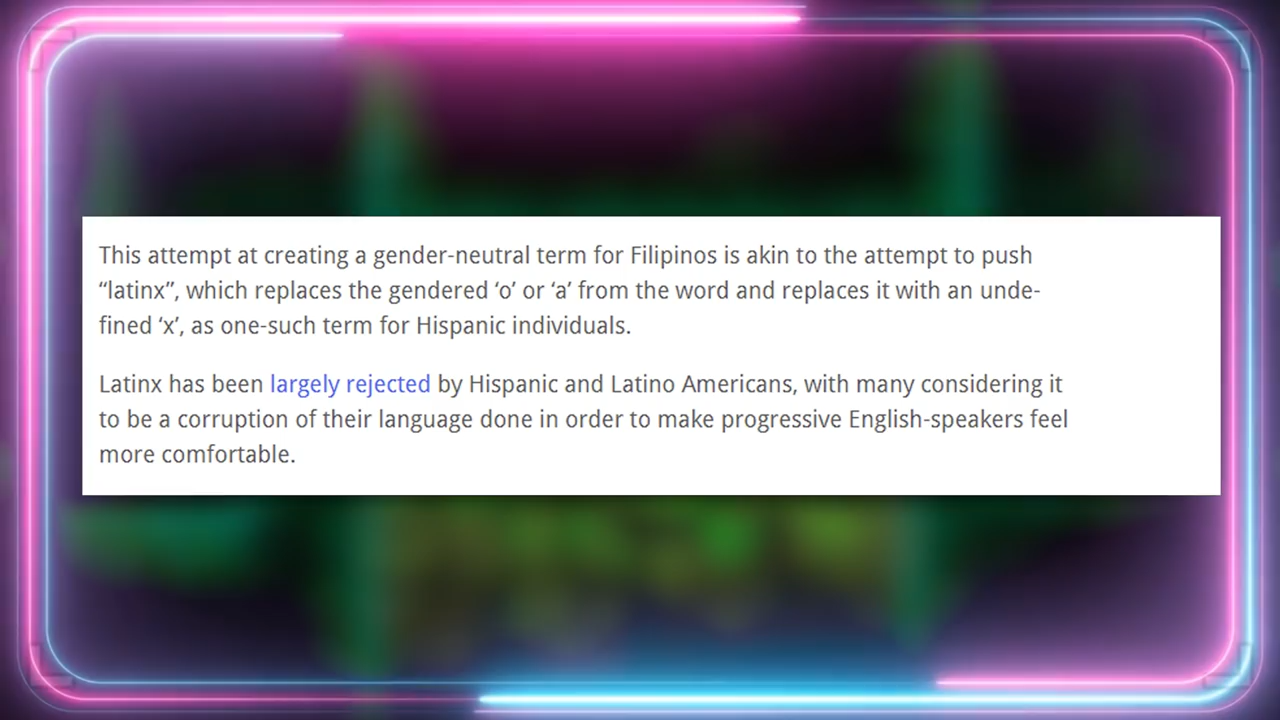 This attempt at creating a gender-neutral term for Filipinos is akin to the attempt to push
“latinx”, which replaces the gendered ‘o’ or ‘a’ from the word and replaces it with an unde-
fined ‘x’, as one-such term for Hispanic individuals.
Latinx has been largely rejected by Hispanic and Latino Americans, with many considering it
to be a corruption of their language done in order to make progressive English-speakers feel
more comfortable.